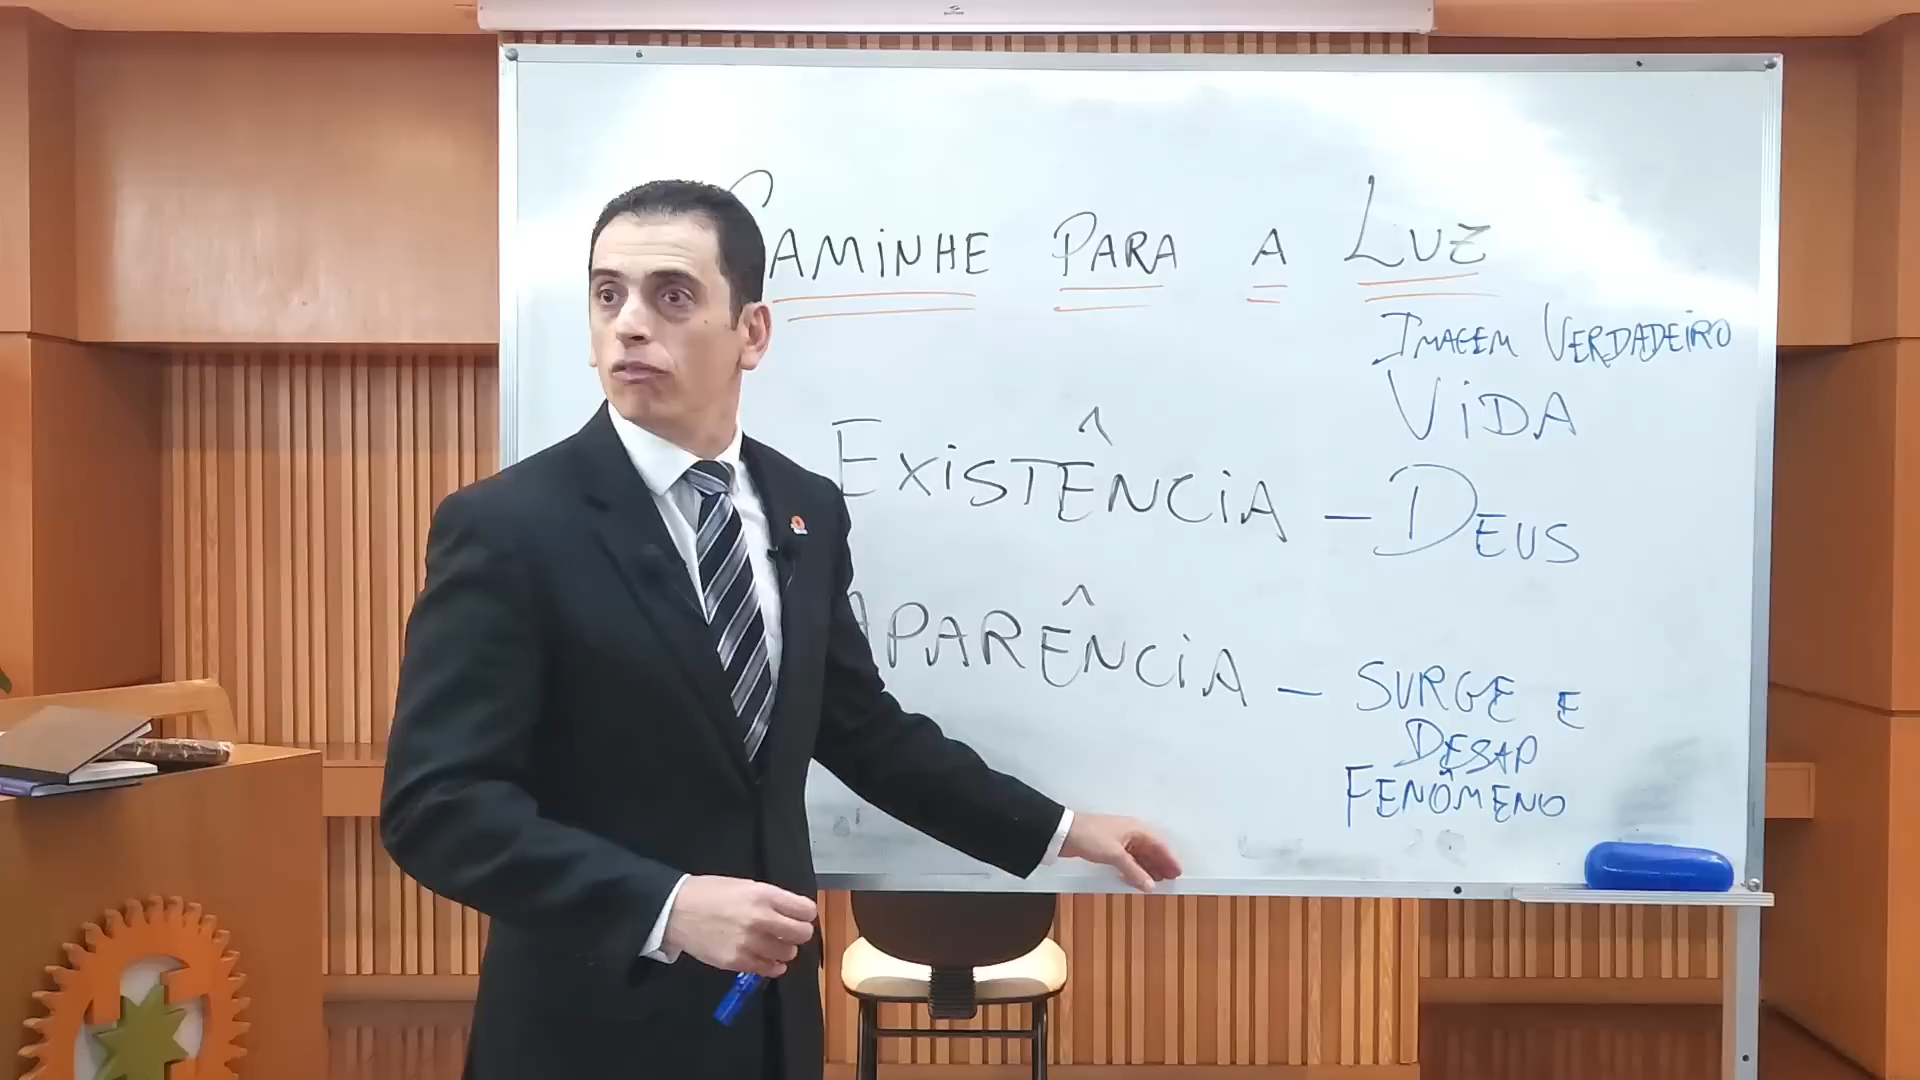 CAMINHE PARA A LUZ
IMAGEM VERDADEIRO
VIDA
EXISTÊNCIA - DEUS
APARÊNCIA - SURGE E
DESAP
FENÔMENO